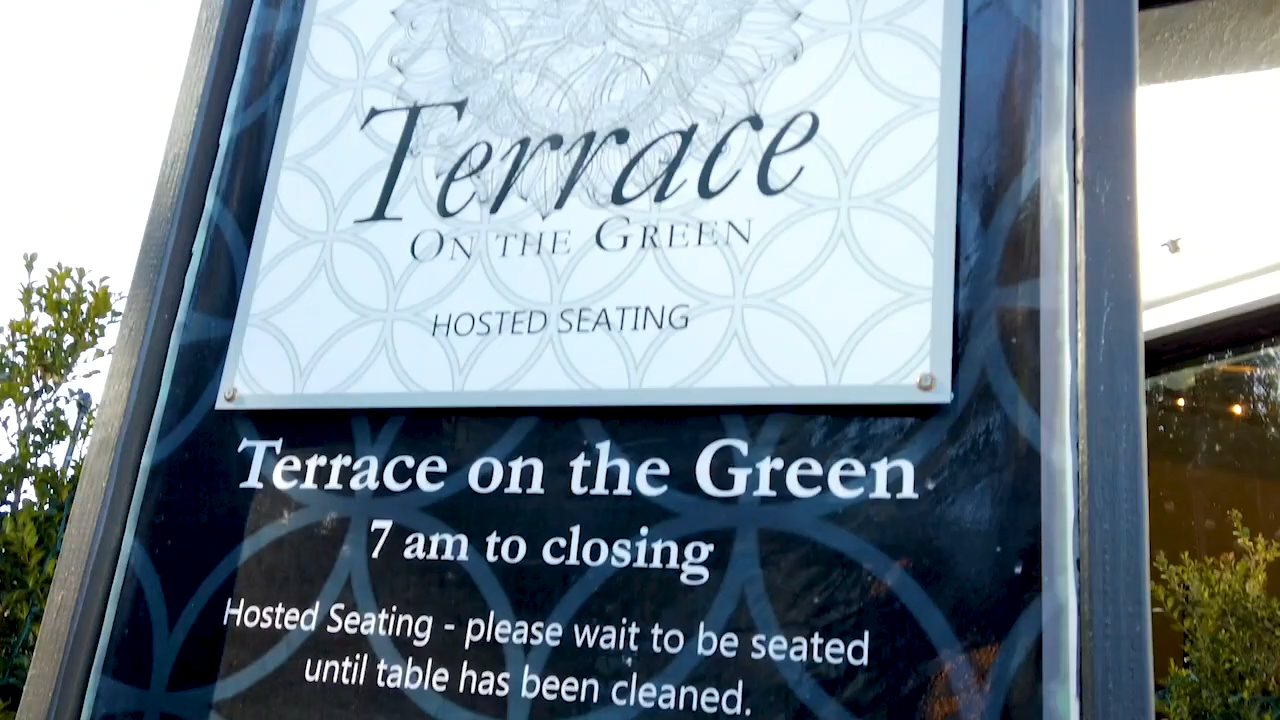 Terrace
ON THE GREEN
HOSTED SEATING
Terrace on the Green
7 am to closing
Hosted Seating - please wait to be seated
until table has been cleaned.